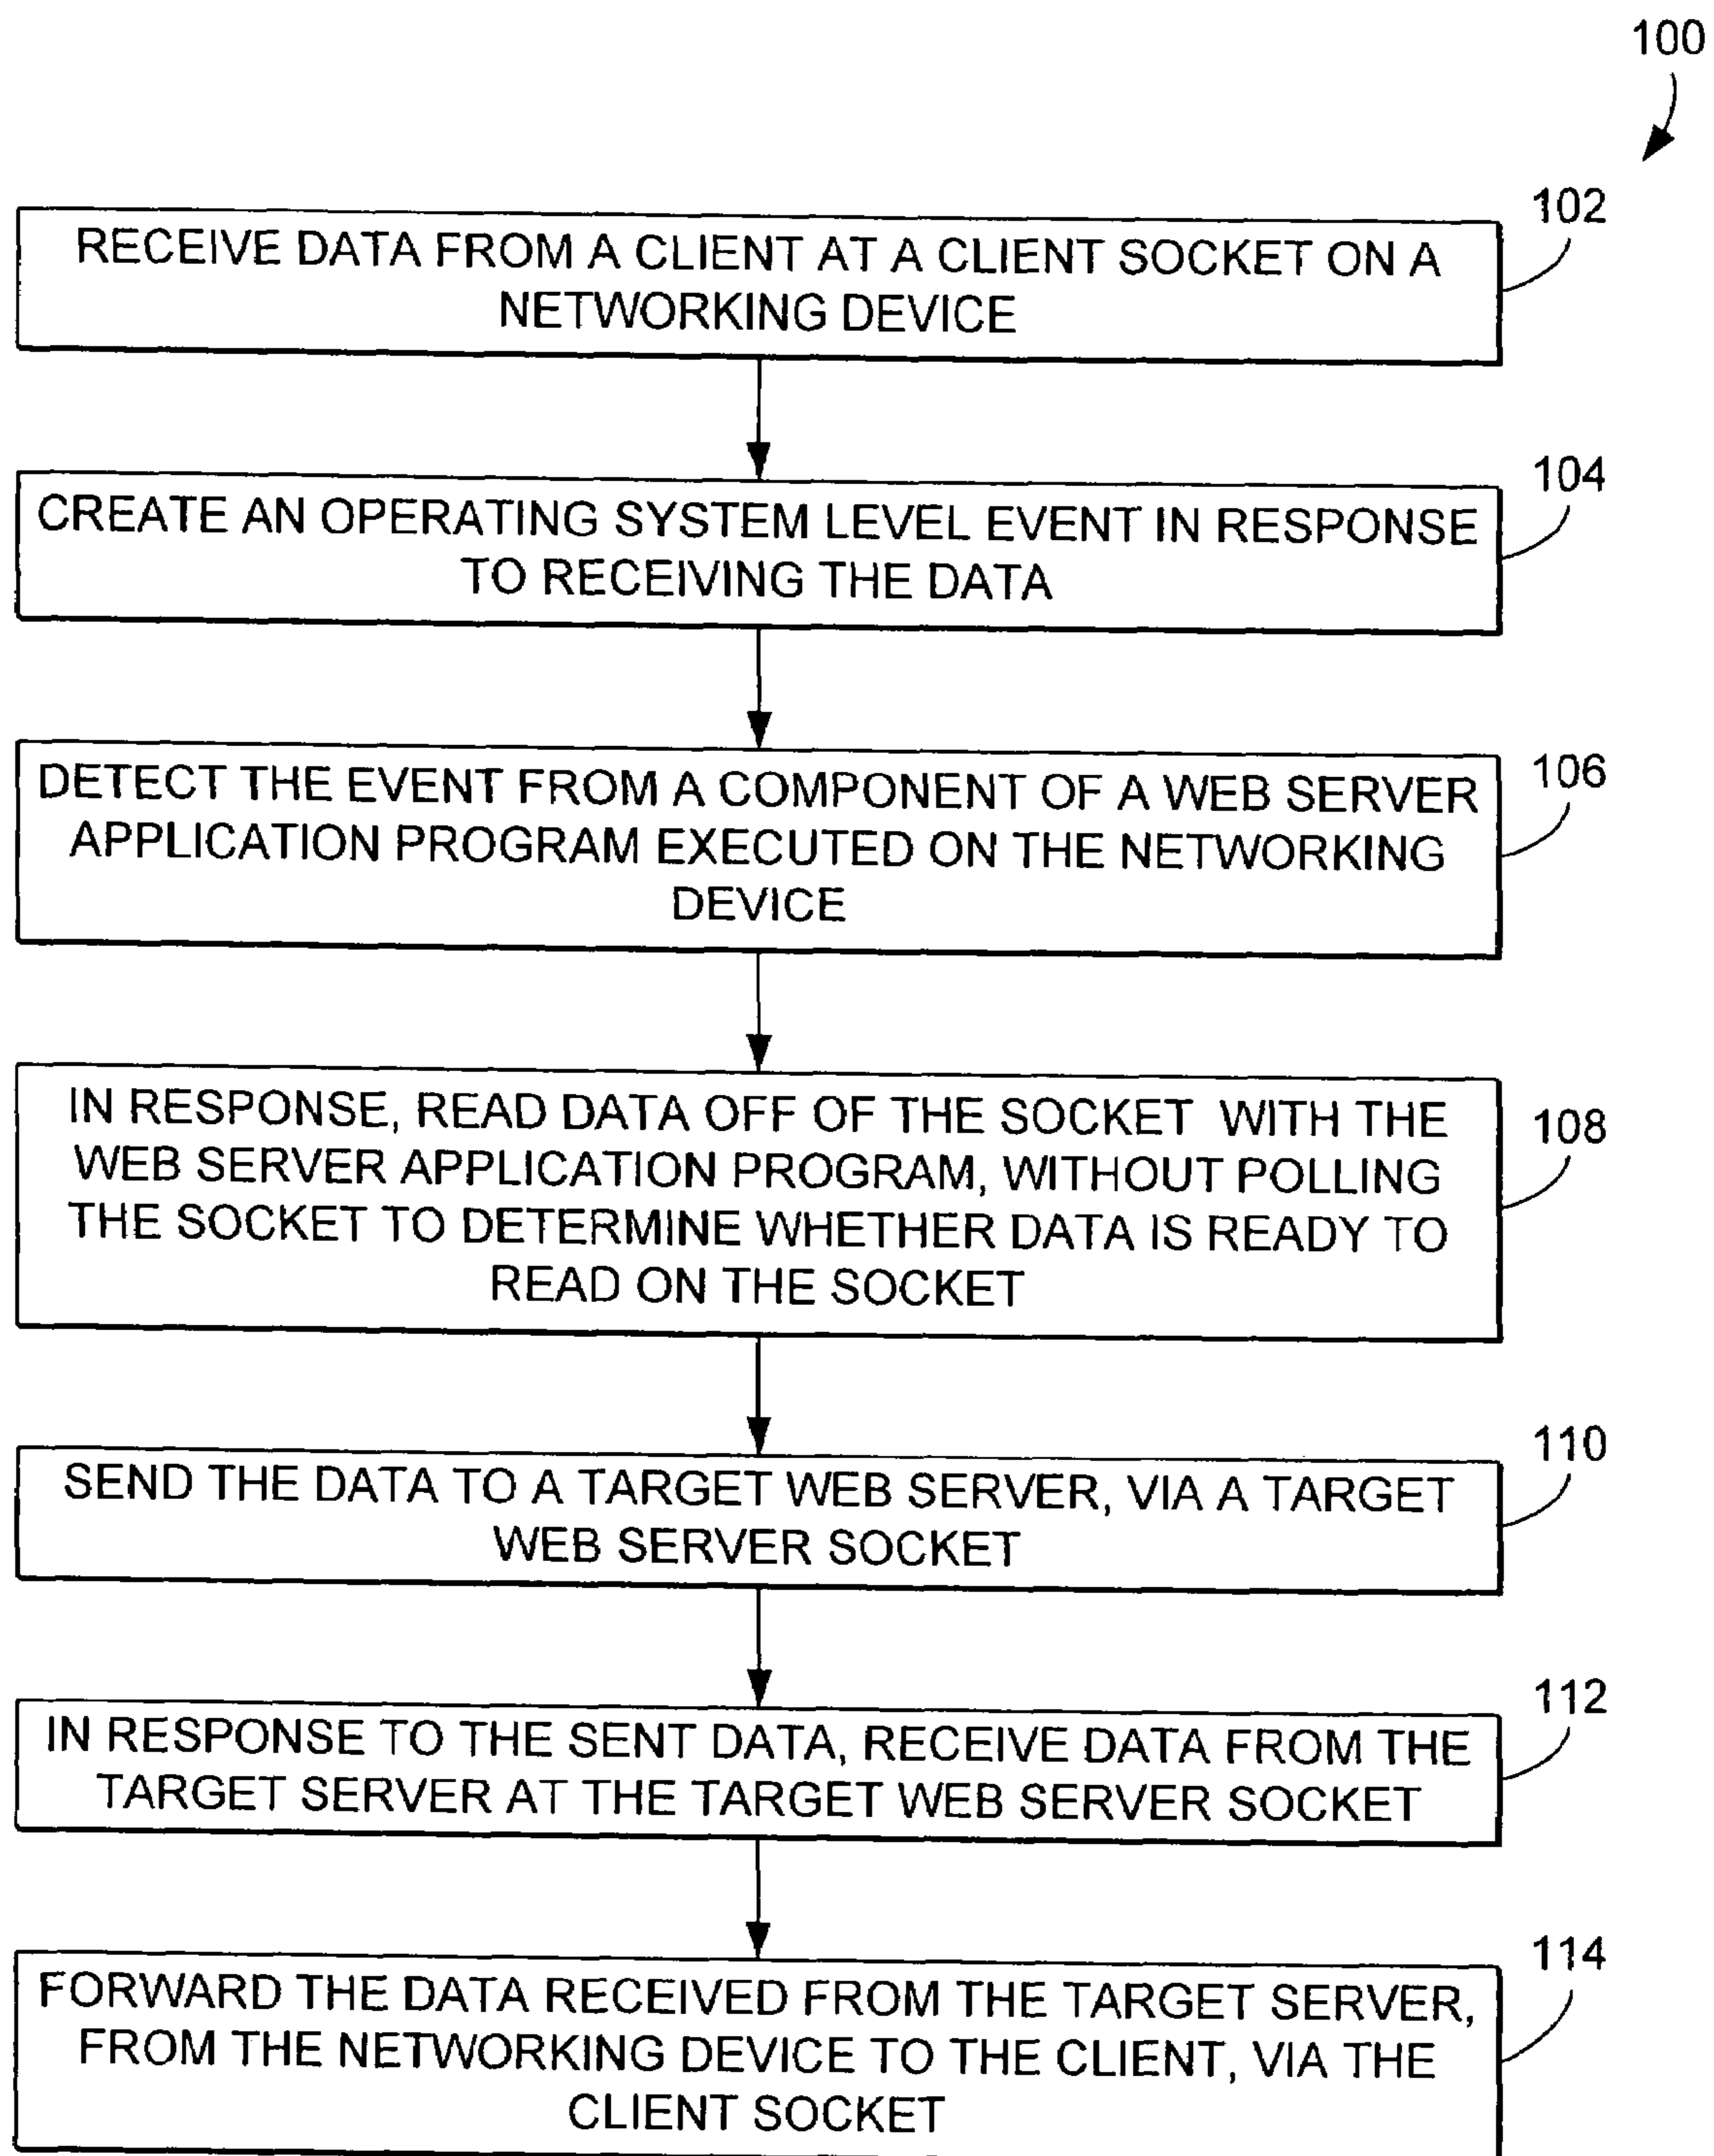 100
102
RECEIVE DATA FROM A CLIENT AT A CLIENT SOCKET ON A
NETWORKING DEVICE
104
CREATE AN OPERATING SYSTEM LEVEL EVENT IN RESPONSE
TO RECEIVING THE DATA
106
DETECT THE EVENT FROM A COMPONENT OF A WEB SERVER
APPLICATION PROGRAM EXECUTED ON THE NETWORKING
DEVICE
108
IN RESPONSE, READ DATA OFF OF THE SOCKET WITH THE
WEB SERVER APPLICATION PROGRAM, WITHOUT POLLING
THE SOCKET TO DETERMINE WHETHER DATA IS READY TO
READ ON THE SOCKET
110
SEND THE DATA TO A TARGET WEB SERVER, VIA A TARGET
WEB SERVER SOCKET
112
IN RESPONSE TO THE SENT DATA, RECEIVE DATA FROM THE
TARGET SERVER AT THE TARGET WEB SERVER SOCKET
114
FORWARD THE DATA RECEIVED FROM THE TARGET SERVER,
FROM THE NETWORKING DEVICE TO THE CLIENT, VIA THE
CLIENT SOCKET